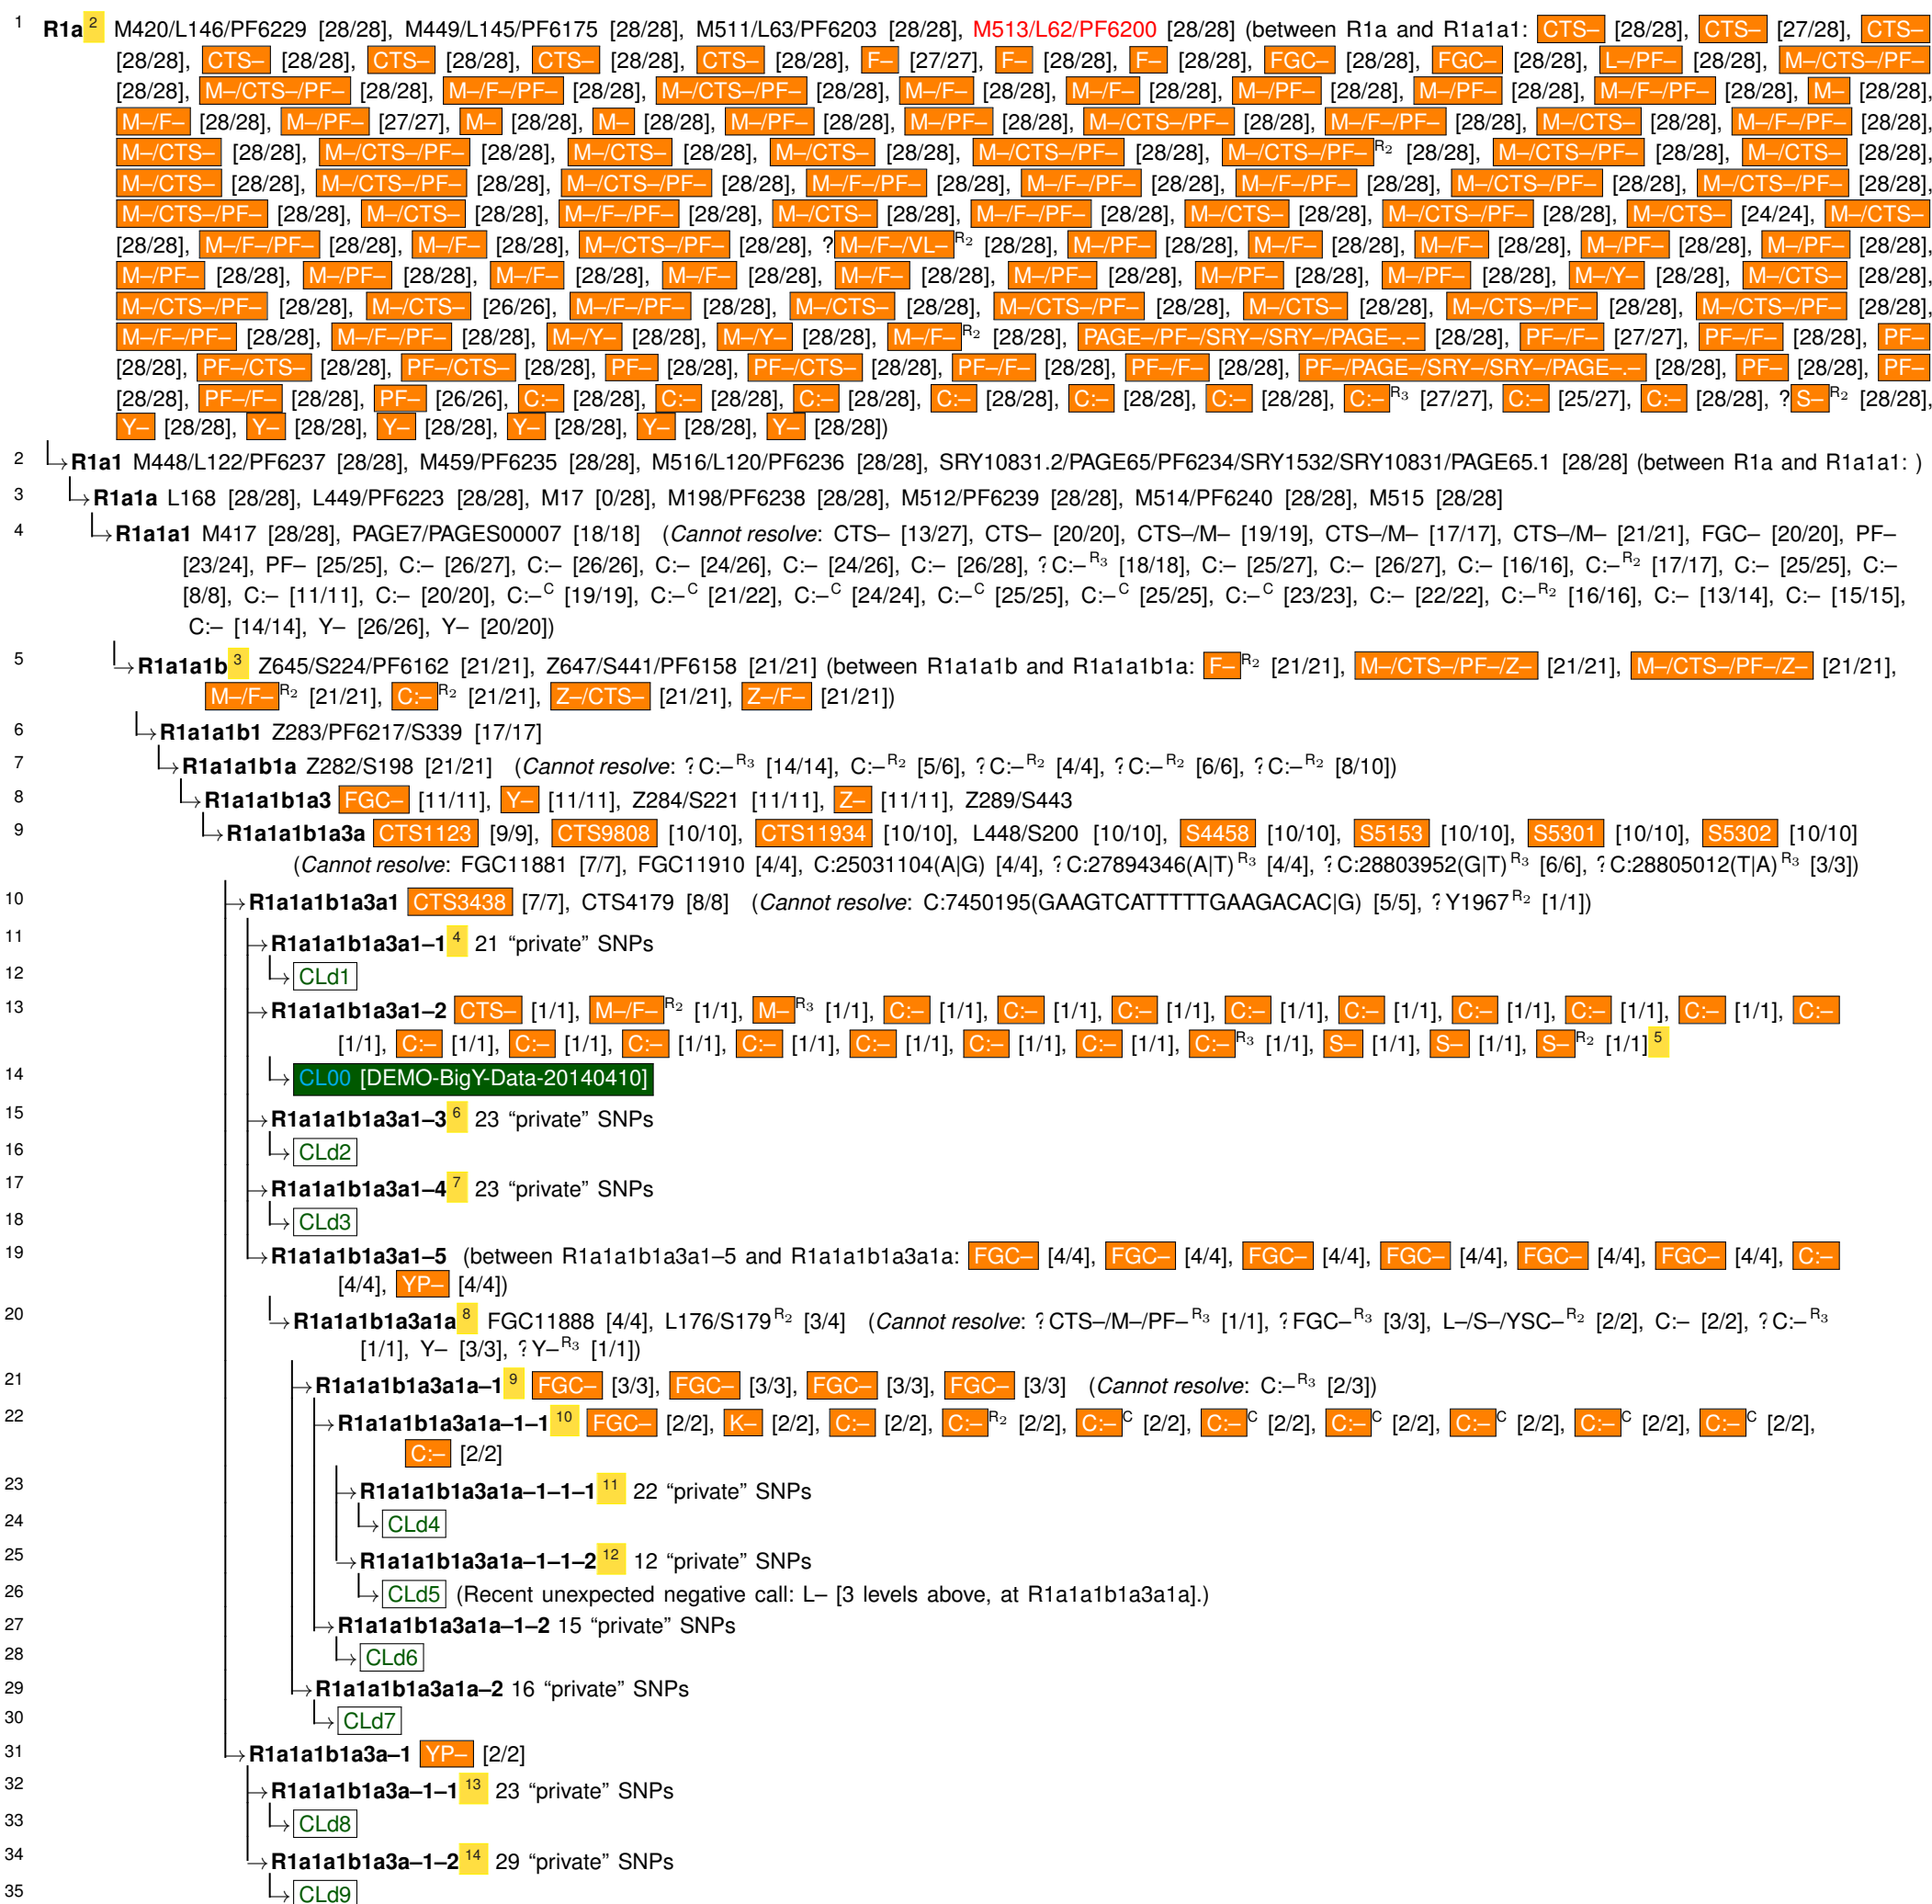 1 R1a 2 M420/L146/PF6229 [28/28], M449/L145/PF6175 [28/28], M511/L63/PF6203 [28/28], M513/L62/PF6200 [28/28] (between R1a and R1a1a1: CTS– [28/28], CTS– [27/28], CTS–
[28/28], CTS– [28/28], CTS– [28/28], CTS– [28/28], CTS– [28/28], F– [27/27], F– [28/28], F– [28/28], FGC– [28/28], FGC– [28/28], L–/PF– [28/28], M–/CTS–/PF–
[28/28], M–/CTS–/PF– [28/28], M–/F–/PF– [28/28], M–/CTS–/PF– [28/28], M–/F– [28/28], M–/F– [28/28], M–/PF– [28/28], M–/PF– [28/28], M–/F–/PF– [28/28], M– [28/28],
M–/F– [28/28], M–/PF– [27/27], M– [28/28], M– [28/28], M–/PF– [28/28], M–/PF– [28/28], M–/CTS–/PF– [28/28], M–/F–/PF– [28/28], M–/CTS– [28/28], M–/F–/PF– [28/28],
M–/CTS– [28/28], M–/CTS–/PF– [28/28], M–/CTS– [28/28], M–/CTS– [28/28], M–/CTS–/PF– [28/28], M–/CTS–/PF– R2 [28/28], M–/CTS–/PF– [28/28], M–/CTS– [28/28],
M–/CTS– [28/28], M–/CTS–/PF– [28/28], M–/CTS–/PF– [28/28], M–/F–/PF– [28/28], M–/F–/PF– [28/28], M–/F–/PF– [28/28], M–/CTS–/PF– [28/28], M–/CTS–/PF– [28/28],
M–/CTS–/PF– [28/28], M–/CTS– [28/28], M–/F–/PF– [28/28], M–/CTS– [28/28], M–/F–/PF– [28/28], M–/CTS– [28/28], M–/CTS–/PF– [28/28], M–/CTS– [24/24], M–/CTS–
[28/28], M–/F–/PF– [28/28], M–/F– [28/28], M–/CTS–/PF– [28/28], ?M–/F–/VL– R2 [28/28], M–/PF– [28/28], M–/F– [28/28], M–/F– [28/28], M–/PF– [28/28], M–/PF– [28/28],
M–/PF– [28/28], M–/PF– [28/28], M–/F– [28/28], M–/F– [28/28], M–/F– [28/28], M–/PF– [28/28], M–/PF– [28/28], M–/PF– [28/28], M–/Y– [28/28], M–/CTS– [28/28],
M–/CTS–/PF– [28/28], M–/CTS– [26/26], M–/F–/PF– [28/28], M–/CTS– [28/28], M–/CTS–/PF– [28/28], M–/CTS– [28/28], M–/CTS–/PF– [28/28], M–/CTS–/PF– [28/28],
M–/F–/PF– [28/28], M–/F–/PF– [28/28], M–/Y– [28/28], M–/Y– [28/28], M–/F– R2 [28/28], PAGE–/PF–/SRY–/SRY–/PAGE–.– [28/28], PF–/F– [27/27], PF–/F– [28/28], PF–
[28/28], PF–/CTS– [28/28], PF–/CTS– [28/28], PF– [28/28], PF–/CTS– [28/28], PF–/F– [28/28], PF–/F– [28/28], PF–/PAGE–/SRY–/SRY–/PAGE–.– [28/28], PF– [28/28], PF–
[28/28], PF–/F– [28/28], PF– [26/26], C:– [28/28], C:– [28/28], C:– [28/28], C:– [28/28], C:– [28/28], C:– [28/28], C:– R3 [27/27], C:– [25/27], C:– [28/28], ?S– R2 [28/28],
Y– [28/28], Y– [28/28], Y– [28/28], Y– [28/28], Y– [28/28], Y– [28/28])
2 R1a1 M448/L122/PF6237 [28/28], M459/PF6235 [28/28], M516/L120/PF6236 [28/28], SRY10831.2/PAGE65/PF6234/SRY1532/SRY10831/PAGE65.1 [28/28] (between R1a and R1a1a1: )
3 R1a1a L168 [28/28], L449/PF6223 [28/28], M17 [0/28], M198/PF6238 [28/28], M512/PF6239 [28/28], M514/PF6240 [28/28], M515 [28/28]
4 R1a1a1 M417 [28/28], PAGE7/PAGES00007 [18/18] (Cannot resolve: CTS– [13/27], CTS– [20/20], CTS–/M– [19/19], CTS–/M– [17/17], CTS–/M– [21/21], FGC– [20/20], PF–
[23/24], PF– [25/25], C:– [26/27], C:– [26/26], C:– [24/26], C:– [24/26], C:– [26/28], ?C:– R3 [18/18], C:– [25/27], C:– [26/27], C:– [16/16], C:– R2 [17/17], C:– [25/25], C:–
[8/8], C:– [11/11], C:– [20/20], C:– C [19/19], C:– C [21/22], C:– C [24/24], C:– C [25/25], C:– C [25/25], C:– C [23/23], C:– [22/22], C:– R2 [16/16], C:– [13/14], C:– [15/15],
C:– [14/14], Y– [26/26], Y– [20/20])
5 R1a1a1b 3 Z645/S224/PF6162 [21/21], Z647/S441/PF6158 [21/21] (between R1a1a1b and R1a1a1b1a: F– R2 [21/21], M–/CTS–/PF–/Z– [21/21], M–/CTS–/PF–/Z– [21/21],
M–/F– R2 [21/21], C:– R2 [21/21], Z–/CTS– [21/21], Z–/F– [21/21])
6 R1a1a1b1 Z283/PF6217/S339 [17/17]
7 R1a1a1b1a Z282/S198 [21/21] (Cannot resolve: ?C:– R3 [14/14], C:– R2 [5/6], ?C:– R2 [4/4], ?C:– R2 [6/6], ?C:– R2 [8/10])
8 R1a1a1b1a3 FGC– [11/11], Y– [11/11], Z284/S221 [11/11], Z– [11/11], Z289/S443
9 R1a1a1b1a3a CTS1123 [9/9], CTS9808 [10/10], CTS11934 [10/10], L448/S200 [10/10], S4458 [10/10], S5153 [10/10], S5301 [10/10], S5302 [10/10]
(Cannot resolve: FGC11881 [7/7], FGC11910 [4/4], C:25031104(A|G) [4/4], ?C:27894346(A|T) R3 [4/4], ?C:28803952(G|T) R3 [6/6], ?C:28805012(T|A) R3 [3/3])
10 R1a1a1b1a3a1 CTS3438 [7/7], CTS4179 [8/8] (Cannot resolve: C:7450195(GAAGTCATTTTTGAAGACAC|G) [5/5], ?Y1967 R2 [1/1])
11 R1a1a1b1a3a1–1 4 21 “private” SNPs
12 CLd1
13 R1a1a1b1a3a1–2 CTS– [1/1], M–/F– R2 [1/1], M– R3 [1/1], C:– [1/1], C:– [1/1], C:– [1/1], C:– [1/1], C:– [1/1], C:– [1/1], C:– [1/1], C:– [1/1], C:–
[1/1], C:– [1/1], C:– [1/1], C:– [1/1], C:– [1/1], C:– [1/1], C:– [1/1], C:– [1/1], C:– R3 [1/1], S– [1/1], S– [1/1], S– R2 [1/1] 5
14 CL00 [DEMO-BigY-Data-20140410]
15 R1a1a1b1a3a1–3 6 23 “private” SNPs
16 CLd2
17 R1a1a1b1a3a1–4 7 23 “private” SNPs
18 CLd3
19 R1a1a1b1a3a1–5 (between R1a1a1b1a3a1–5 and R1a1a1b1a3a1a: FGC– [4/4], FGC– [4/4], FGC– [4/4], FGC– [4/4], FGC– [4/4], FGC– [4/4], C:–
[4/4], YP– [4/4])
20 R1a1a1b1a3a1a 8 FGC11888 [4/4], L176/S179 R2 [3/4] (Cannot resolve: ?CTS–/M–/PF– R3 [1/1], ?FGC– R3 [3/3], L–/S–/YSC– R2 [2/2], C:– [2/2], ?C:– R3
[1/1], Y– [3/3], ?Y– R3 [1/1])
21 R1a1a1b1a3a1a–1 9 FGC– [3/3], FGC– [3/3], FGC– [3/3], FGC– [3/3] (Cannot resolve: C:– R3 [2/3])
22 R1a1a1b1a3a1a–1–1 10 FGC– [2/2], K– [2/2], C:– [2/2], C:– R2 [2/2], C:– C [2/2], C:– C [2/2], C:– C [2/2], C:– C [2/2], C:– C [2/2], C:– C [2/2],
C:– [2/2]
23 R1a1a1b1a3a1a–1–1–1 11 22 “private” SNPs
24 CLd4
25 R1a1a1b1a3a1a–1–1–2 12 12 “private” SNPs
26 CLd5 (Recent unexpected negative call: L– [3 levels above, at R1a1a1b1a3a1a].)
27 R1a1a1b1a3a1a–1–2 15 “private” SNPs
28 CLd6
29 R1a1a1b1a3a1a–2 16 “private” SNPs
30 CLd7
31 R1a1a1b1a3a–1 YP– [2/2]
32 R1a1a1b1a3a–1–1 13 23 “private” SNPs
33 CLd8
34 R1a1a1b1a3a–1–2 14 29 “private” SNPs
35 CLd9